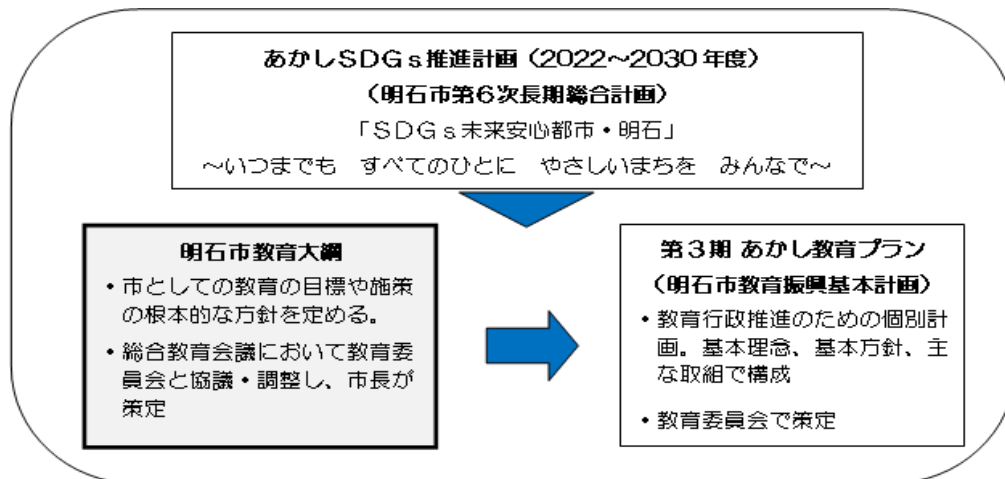 あかしＳＤＧｓ推進計画（2022～2030年度）
（明石市第６次長期総合計画）
「ＳＤＧｓ未来安心都市・明石」
～いつまでも　すべてのひとに　やさしいまちを　みんなで～
明石市教育大綱
・市としての教育の目標や施策
の根本的な方針を定める。
・総合教育会議において教育委
員会と協議・調整し、市長が
策定
第３期 あかし教育プラン
（明石市教育振興基本計画）
・教育行政推進のための個別計
画。基本理念、基本方針、主
な取組で構成
・教育委員会で策定